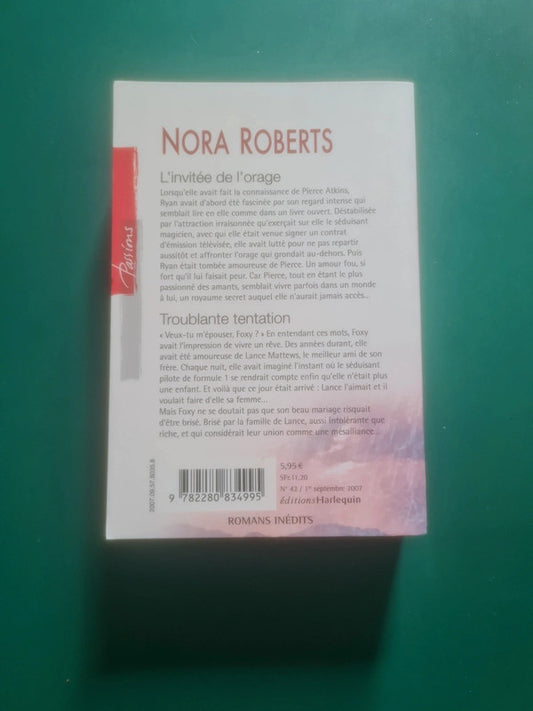 NORA ROBERTS
L'invitée de l'orage
Lorsqu'elle avait fait la connaissance de Pierce Atkins,
Ryan avait d'abord été fascinée par son regard intense qui
semblait lire en elle comme dans un livre ouvert. Déstabilisée
par l'attraction irraisonnée qu'exerçait sur elle le séduisant
magicien, avec qui elle était venue signer un contrat
d'émission télévisée, elle avait lutté pour ne pas repartir
aussitôt et affronter l'orage qui grondait au-dehors. Puis
Ryan était tombée amoureuse de Pierce. Un amour fou, si
fort qu'il lui faisait peur. Car Pierce, tout en étant le plus
passionné des amants, semblait vivre parfois dans un monde
à lui, un royaume secret auquel elle n'aurait jamais accès...
Troublante tentation
« Veux-tu m'épouser, Foxy ? » En entendant ces mots, Foxy
avait l'impression de vivre un rêve. Des années durant, elle
avait été amoureuse de Lance Mathews, le meilleur ami de son
frère. Chaque nuit, elle avait imaginé l'instant où le séduisant
pilote de formule 1 se rendrait compte enfin qu'elle n'était plus
une enfant. Et voilà que ce jour était arrivé : Lance l'aimait et il
voulait faire d'elle sa femme...
Mais Foxy ne se doutait pas que son beau mariage risquait
d'être brisé. Brisé par la famille de Lance, aussi intolérante que
riche, et qui considérait leur union comme une mésalliance...
Passions
2007.09.57.6035.8
9 782280 834995
5,95 €
SFr.11,20
N° 42 / 1er septembre 2007
éditions Harlequin
ROMANS INÉDITS